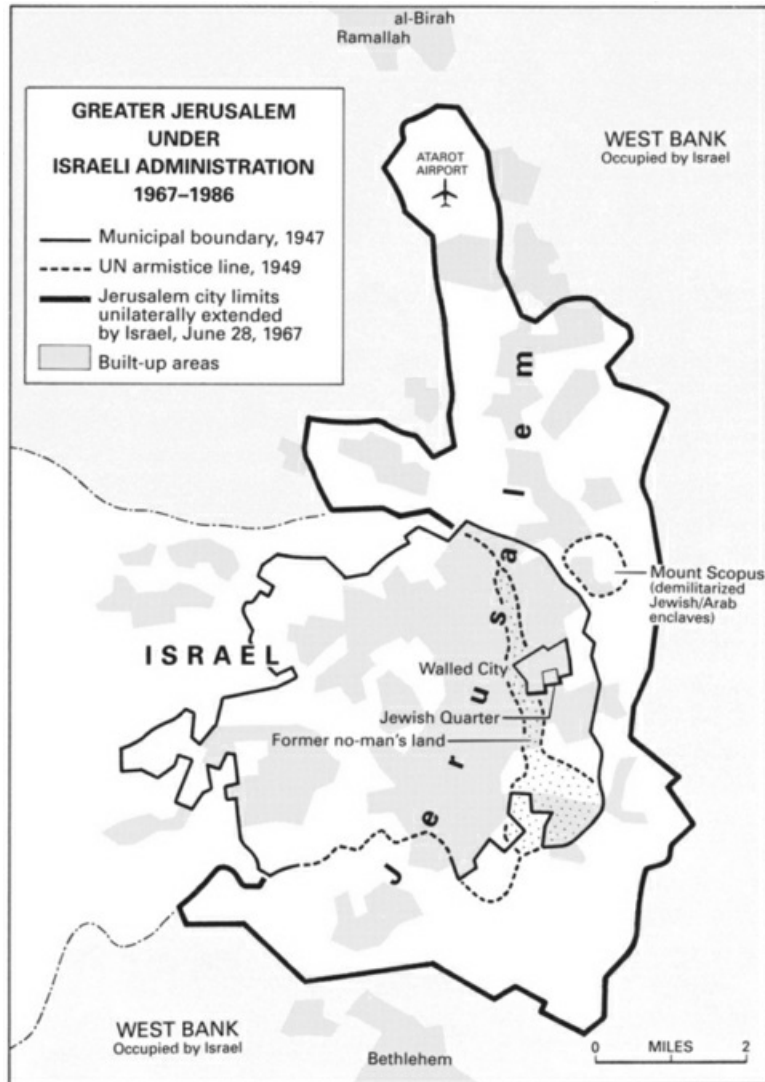 al-Birah
Ramallah
GREATER JERUSALEM
UNDER
ISRAELI ADMINISTRATION
1967–1986
Municipal boundary, 1947
UN armistice line, 1949
Jerusalem city limits
unilaterally extended
by Israel, June 28, 1967
Built-up areas
ATAROT
AIRPORT
WEST BANK
Occupied by Israel
Jerusalem
Mount Scopus
(demilitarized
Jewish/Arab
enclaves)
ISRAEL
Walled City
Jewish Quarter
Former no-man's land
WEST BANK
Occupied by Israel
Bethlehem
0 MILES 2